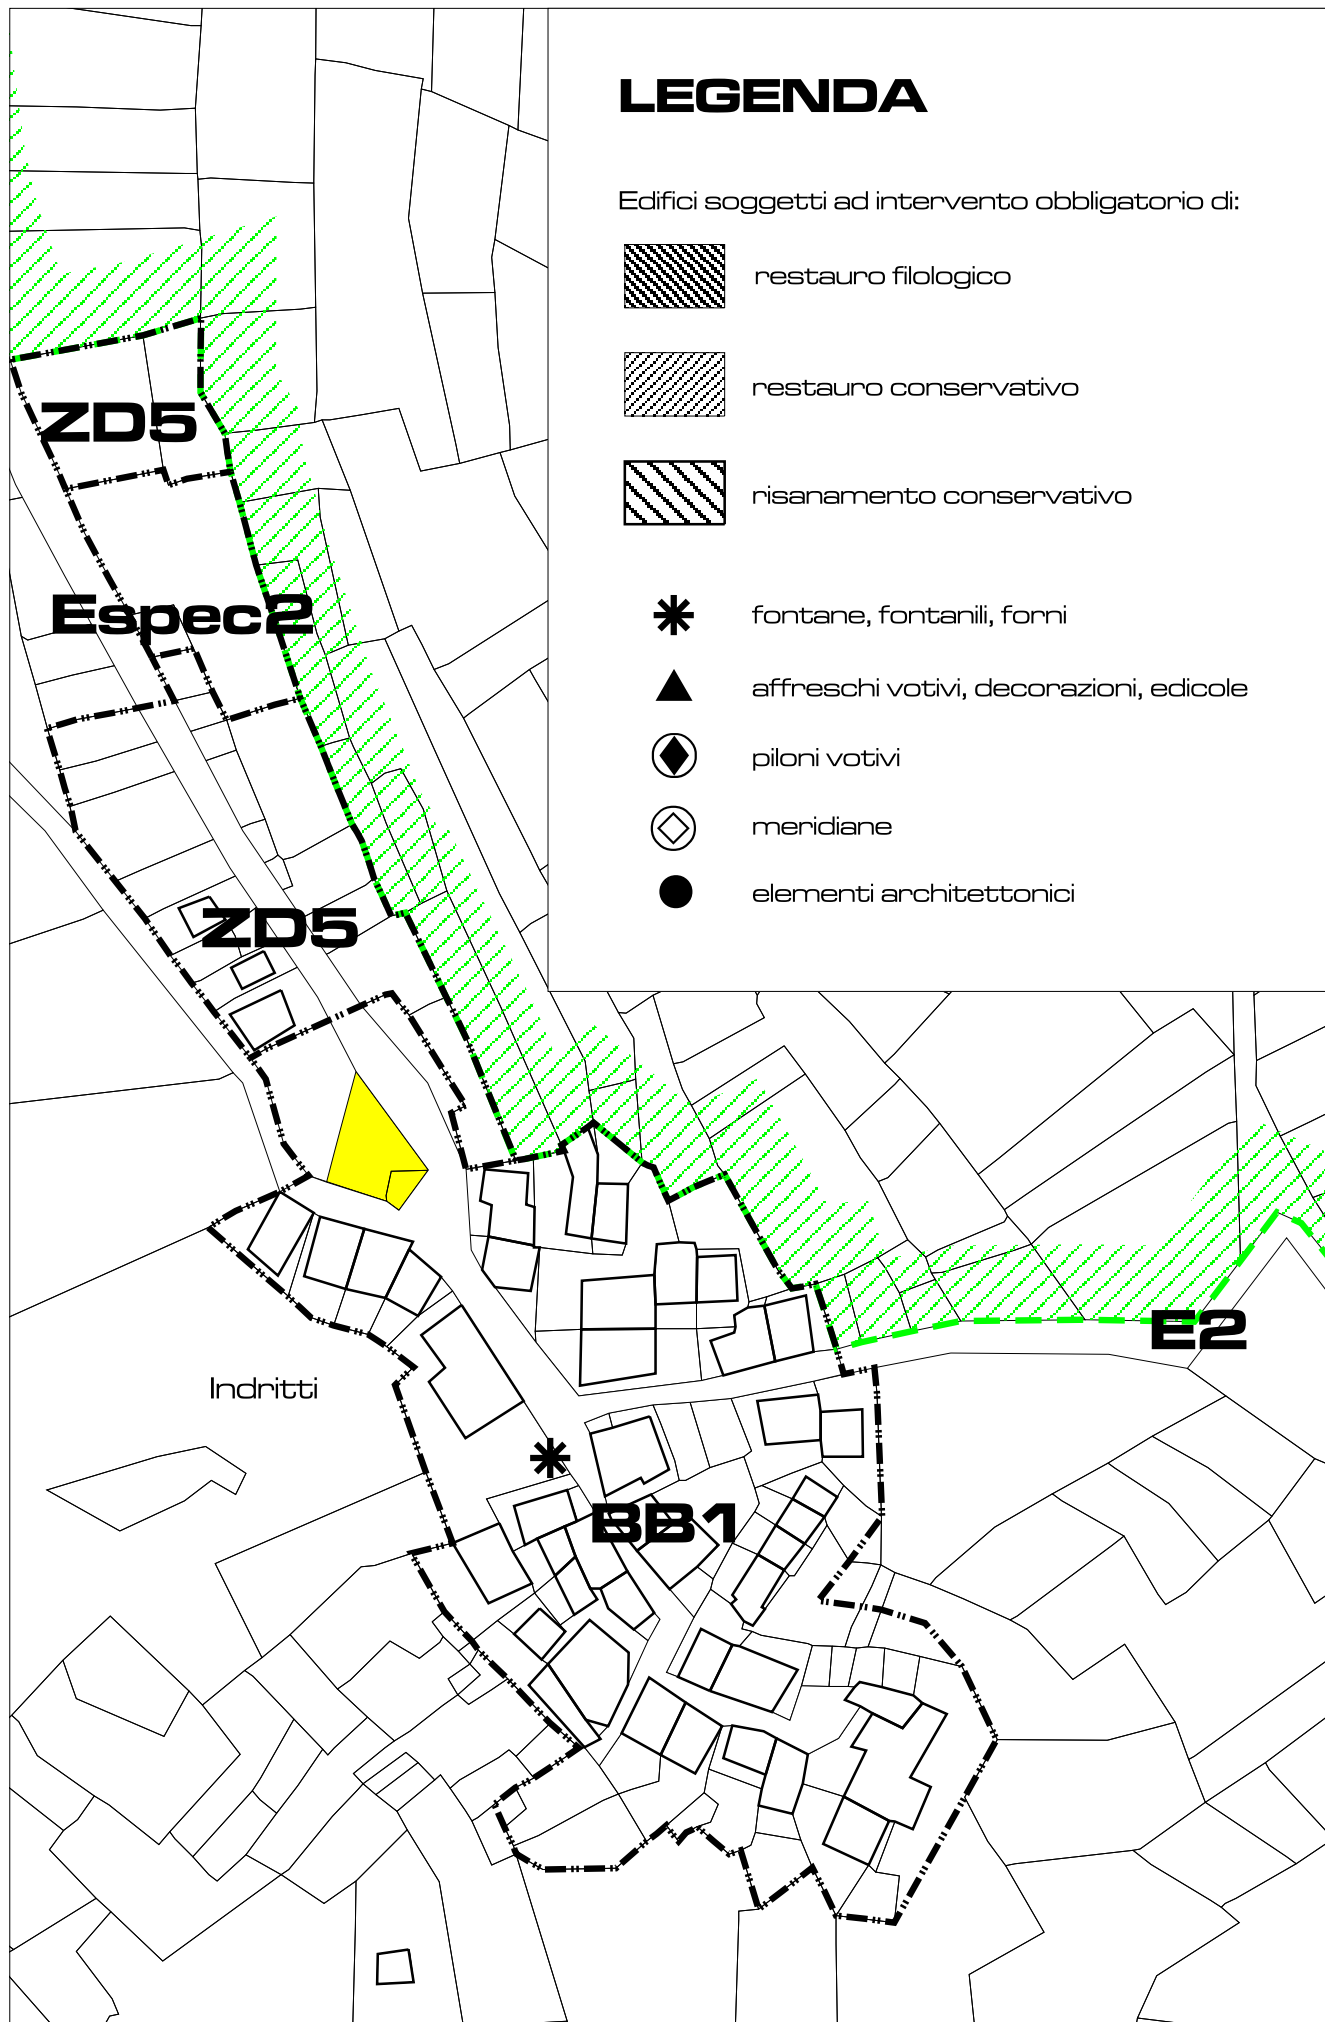 LEGENDA
Edifici soggetti ad intervento obbligatorio di:
restauro filologico
restauro conservativo
risanamento conservativo
fontane, fontanili, forni
affreschi votivi, decorazioni, edicole
piloni votivi
meridiane
elementi architettonici
ZD5
Espec2
ZD5
E2
Indritti
BB1